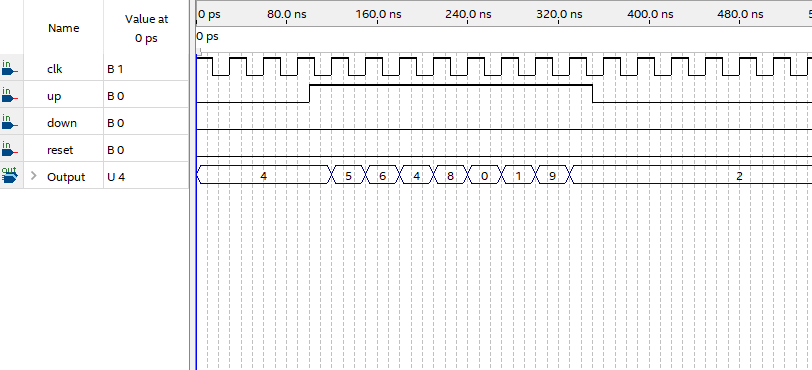 Name Value at 0 ps
0 ps 80.0 ns 160.0 ns 240.0 ns 320.0 ns 400.0 ns 480.0 ns
0 ps
in clk B 1
in up B 0
in down B 0
in reset B 0
out > Output U 4 4 5 6 4 8 0 1 9 2